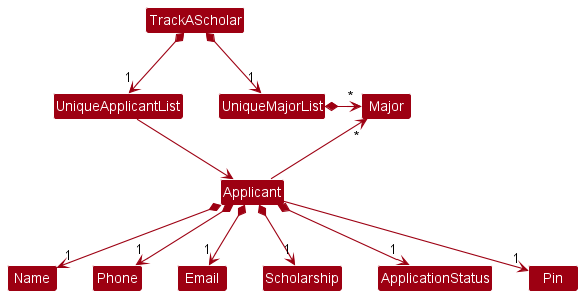 TrackAScholar
1
1
UniqueApplicantList
UniqueMajorList
*
Major
*
Applicant
1
1
1
1
1
1
Name
Phone
Email
Scholarship
ApplicationStatus
Pin